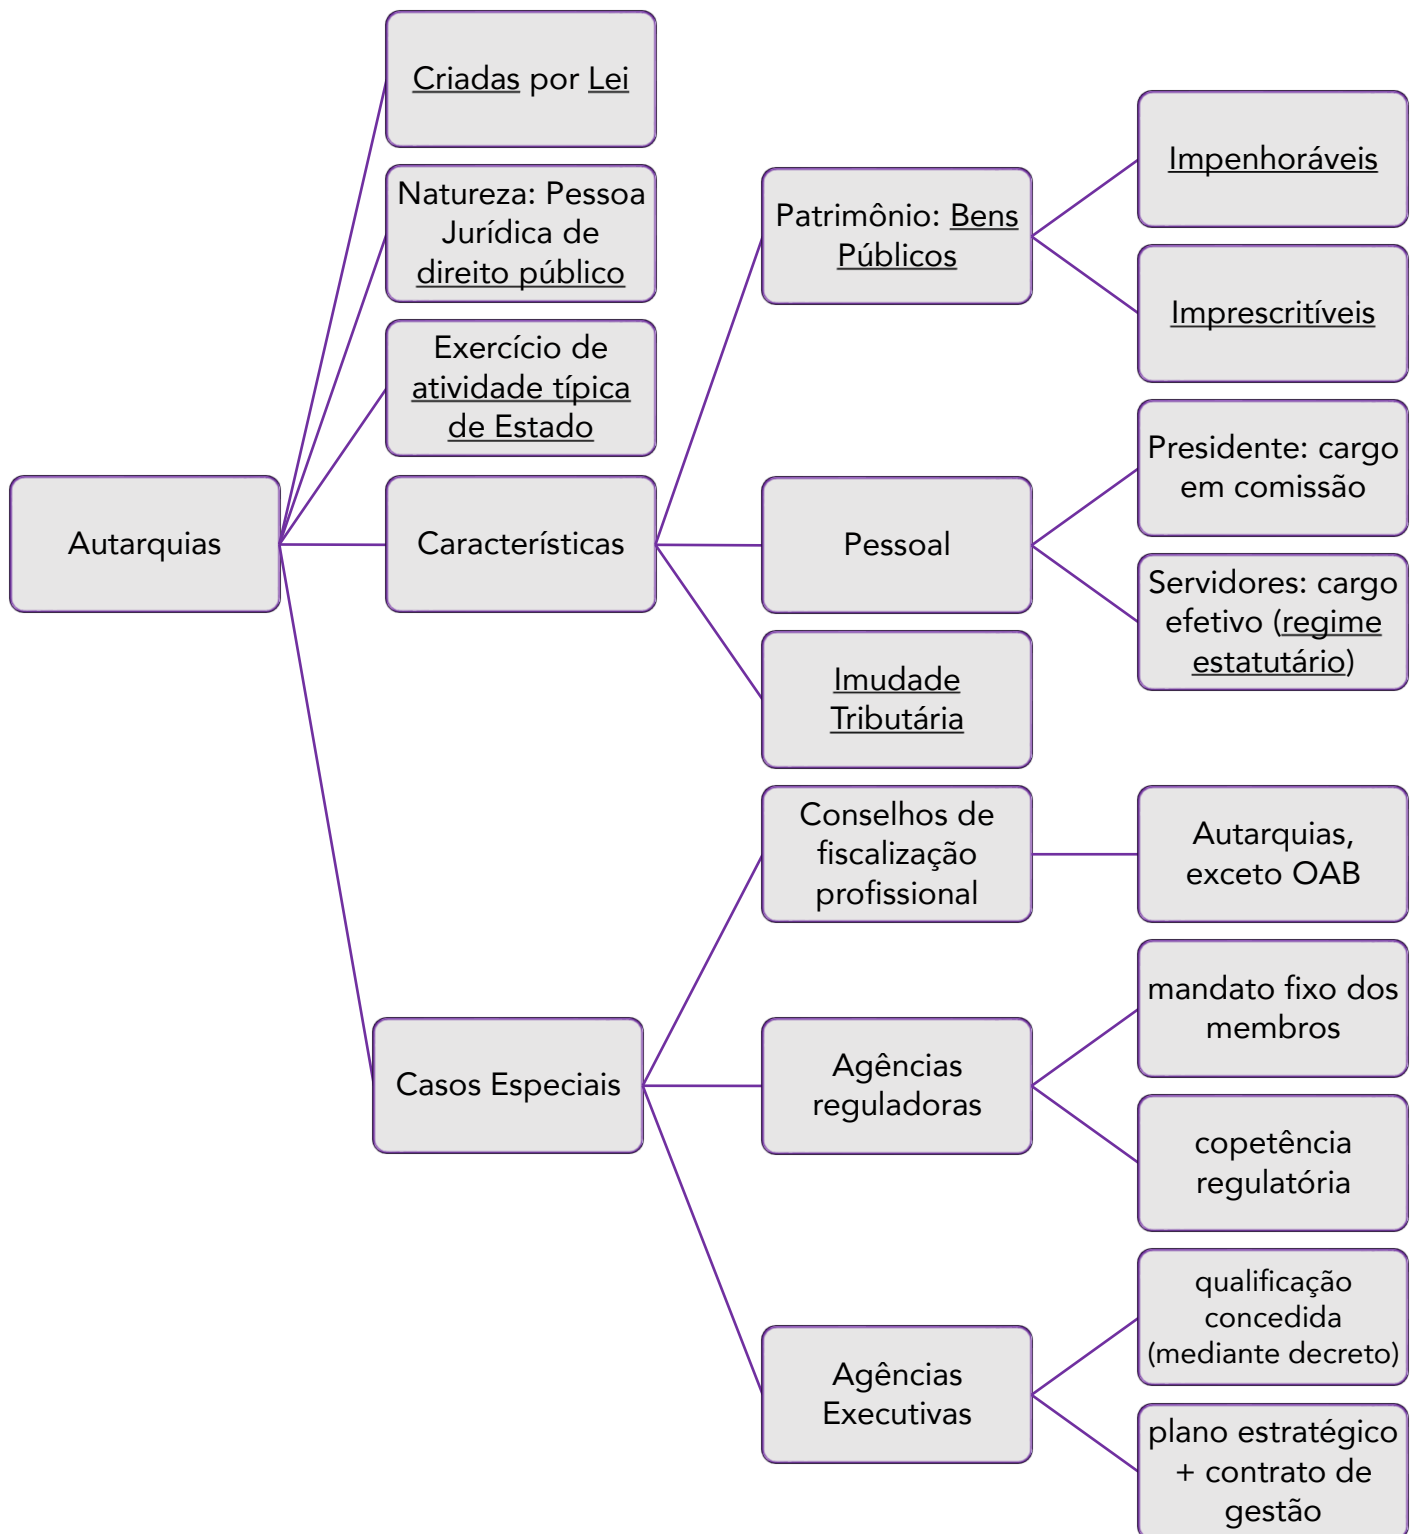 Autarquias
Criadas por Lei
Natureza: Pessoa
Jurídica de
direito público
Exercício de
atividade típica
de Estado
Características
Patrimônio: Bens
Públicos
Impenhoráveis
Imprescritíveis
Pessoal
Presidente: cargo
em comissão
Servidores: cargo
efetivo (regime
estatutário)
Imudade
Tributária
Casos Especiais
Conselhos de
fiscalização
profissional
Autarquias,
exceto OAB
Agências
reguladoras
mandato fixo dos
membros
copetência
regulatória
Agências
Executivas
qualificação
concedida
(mediante decreto)
plano estratégico
+ contrato de
gestão